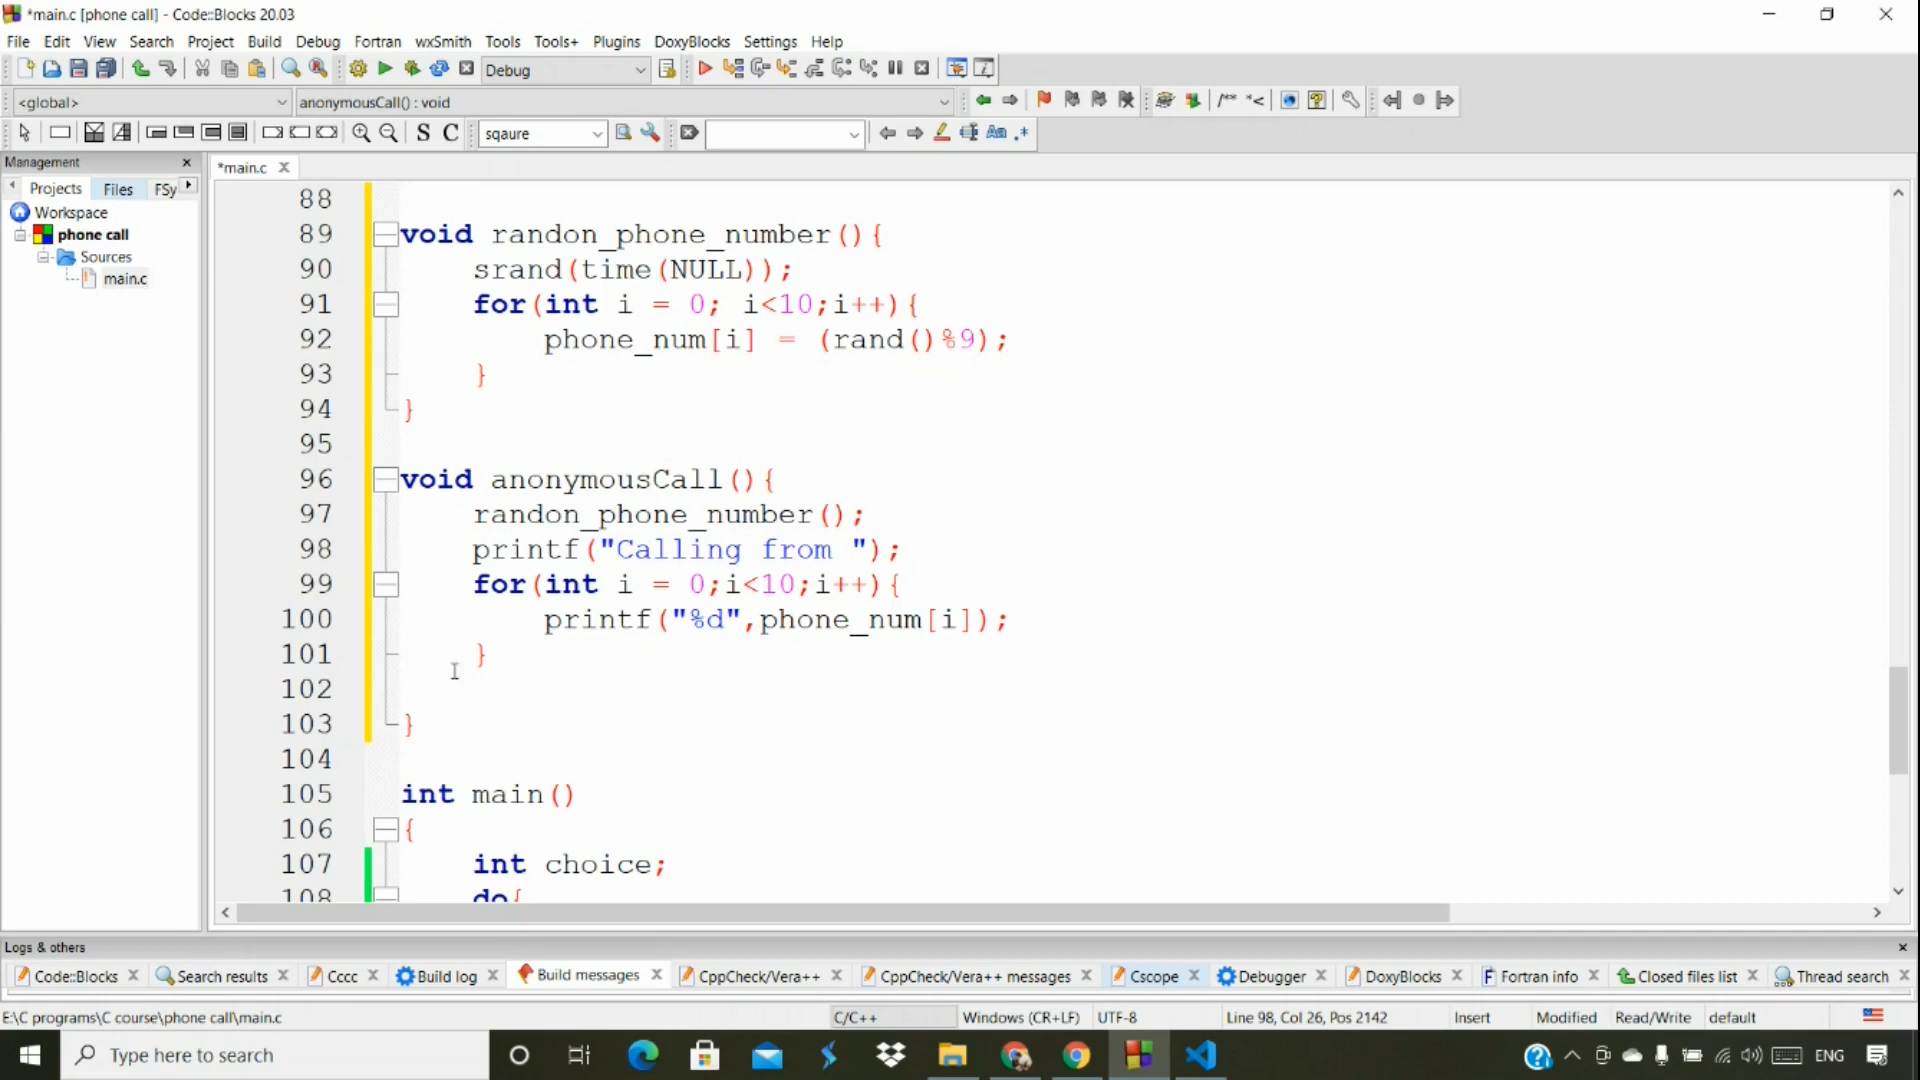 *main.c [phone call] - Code::Blocks 20.03
File Edit View Search Project Build Debug Fortran wxSmith Tools Tools+ Plugins DoxyBlocks Settings Help
Debug
<global> anonymousCall() : void /** *<
S C sqaure Aa .*
Management
Projects Files FSy
Workspace
phone call
Sources
main.c
*main.c
88
89 void randon_phone_number(){
90 srand(time(NULL));
91 for(int i = 0; i<10;i++){
92 phone_num[i] = (rand()%9);
93 }
94 }
95
96 void anonymousCall(){
97 randon_phone_number();
98 printf("Calling from ");
99 for(int i = 0;i<10;i++){
100 printf("%d",phone_num[i]);
101 }
102
103 }
104
105 int main()
106 {
107 int choice;
108 do{
Logs & others
Code::Blocks Search results Cccc Build log Build messages CppCheck/Vera++ CppCheck/Vera++ messages Cscope Debugger DoxyBlocks Fortran info Closed files list Thread search
E:\C programs\C course\phone call\main.c C/C++ Windows (CR+LF) UTF-8 Line 98, Col 26, Pos 2142 Insert Modified Read/Write default
Type here to search ENG